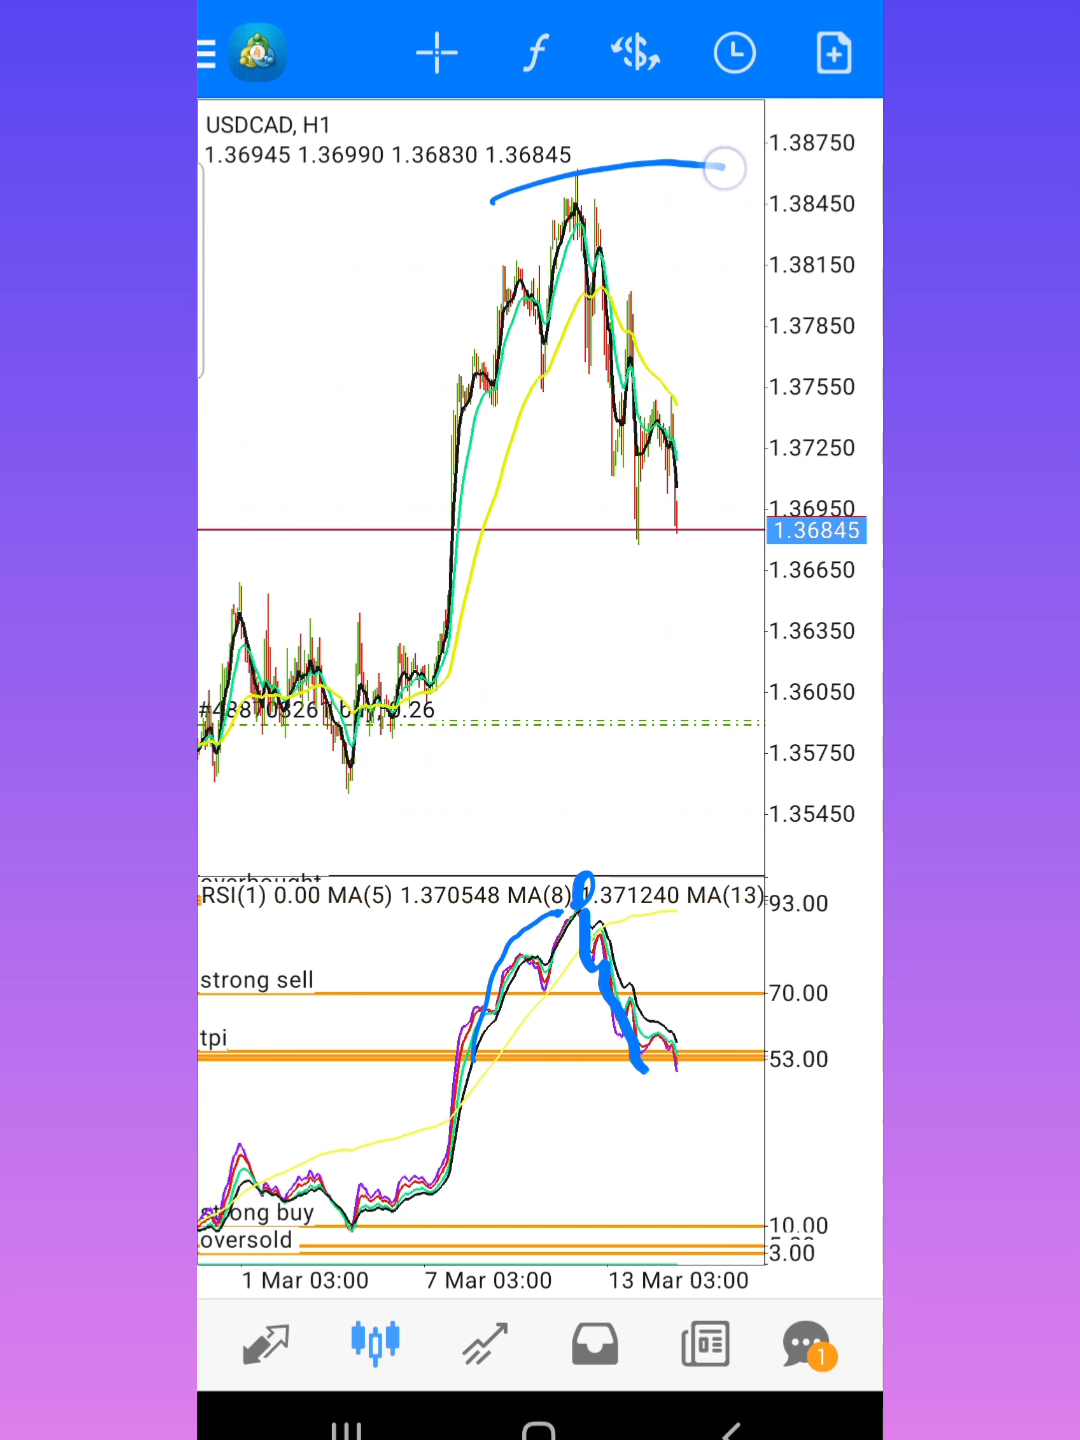 USDCAD, H1
1.36945 1.36990 1.36830 1.36845
1.38750
1.38450
1.38150
1.37850
1.37550
1.37250
1.36950
1.36845
1.36650
1.36350
1.36050
1.35750
1.35450
overbought
RSI(1) 0.00 MA(5) 1.370548 MA(8) 1.371240 MA(13)
93.00
strong sell
70.00
tpi
53.00
strong buy
10.00
oversold
3.00
1 Mar 03:00 7 Mar 03:00 13 Mar 03:00
1